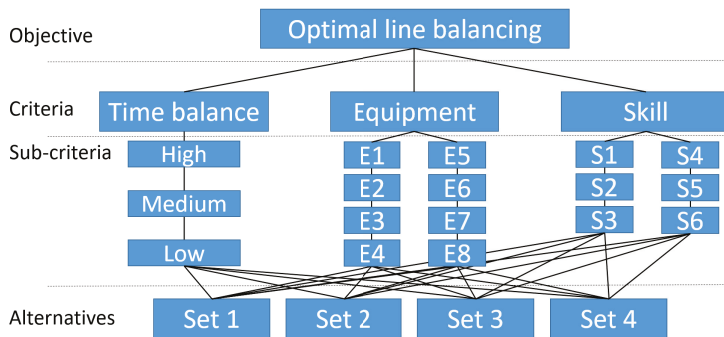 Objective
Optimal line balancing
Criteria
Time balance
Equipment
Skill
Sub-criteria
High
E1
E5
S1
S4
E2
E6
S2
S5
Medium
E3
E7
S3
S6
Low
E4
E8
Alternatives
Set 1
Set 2
Set 3
Set 4